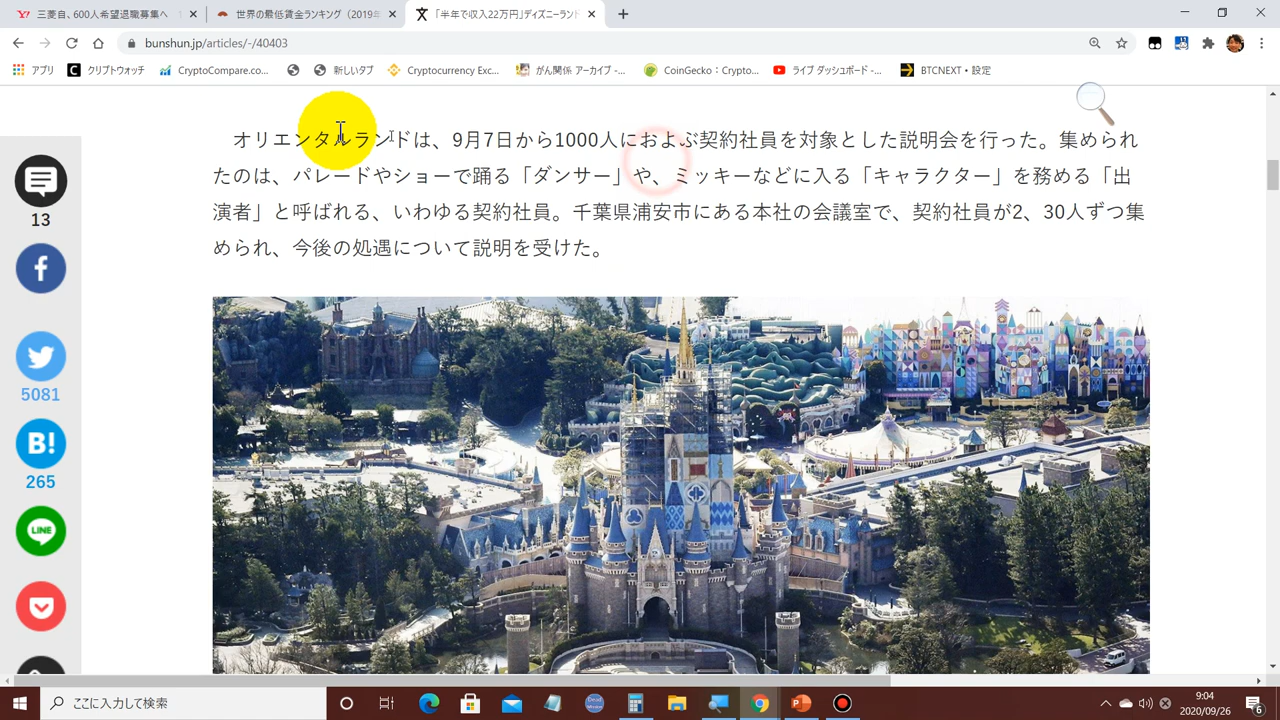 三菱自、600人希望退職募集へ
世界の最低賃金ランキング（2019年
「半年で収入22万円」ディズニーランド
bunshun.jp/articles/-/40403
アプリ
クリプトウォッチ
CryptoCompare.co...
新しいタブ
Cryptocurrency Exc...
がん関係 アーカイブ -...
CoinGecko：Crypto...
ライブ ダッシュボード -...
BTCNEXT・設定
オリエンタルランドは、9月7日から1000人におよぶ契約社員を対象とした説明会を行った。集められ
たのは、パレードやショーで踊る「ダンサー」や、ミッキーなどに入る「キャラクター」を務める「出
演者」と呼ばれる、いわゆる契約社員。千葉県浦安市にある本社の会議室で、契約社員が2、30人ずつ集
められ、今後の処遇について説明を受けた。
13
5081
B!
265
LINE
ここに入力して検索
9:04
2020/09/26
6